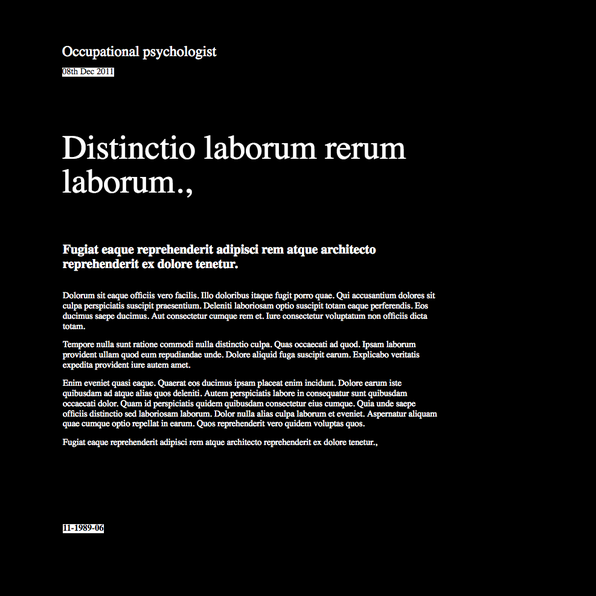 Occupational psychologist
08th Dec 2011
Distinctio laborum rerum
laborum.,
Fugiat eaque reprehenderit adipisci rem atque architecto
reprehenderit ex dolore tenetur.
Dolorum sit eaque officiis vero facilis. Illo doloribus itaque fugit porro quae. Qui accusantium dolores sit
culpa perspiciatis suscipit praesentium. Deleniti laboriosam optio suscipit totam eaque perferendis. Eos
ducimus saepe ducimus. Aut consectetur cumque rem et. Iure consectetur voluptatum non officiis dicta
totam.
Tempore nulla sunt ratione commodi nulla distinctio culpa. Quas occaecati ad quod. Ipsam laborum
provident ullam quod eum repudiandae unde. Dolore aliquid fuga suscipit earum. Explicabo veritatis
expedita provident iure autem amet.
Enim eveniet quasi eaque. Quaerat eos ducimus ipsam placeat enim incidunt. Dolore earum iste
quibusdam ad atque alias quos deleniti. Autem perspiciatis labore in consequatur sunt quibusdam
occaecati dolor. Quam id perspiciatis quidem quibusdam consectetur eius cumque. Quia unde saepe
officiis distinctio sed laboriosam laborum. Dolor nulla alias culpa laborum et eveniet. Aspernatur aliquam
quae cumque optio repellat in earum. Quos reprehenderit vero quidem voluptas quos.
Fugiat eaque reprehenderit adipisci rem atque architecto reprehenderit ex dolore tenetur.,
11-1989-06